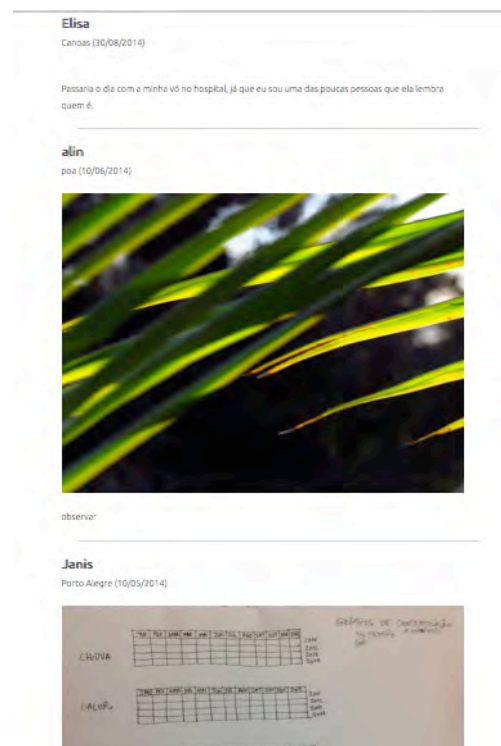 Elisa
Canoas (30/08/2014)
Passaria o dia com a minha vó no hospital, já que eu sou uma das poucas pessoas que ela lembra
quem é.
alin
poa (10/06/2014)
observar
Janis
Porto Alegre (10/05/2014)
GRÁFICOS DE
CHUVA
CALOR